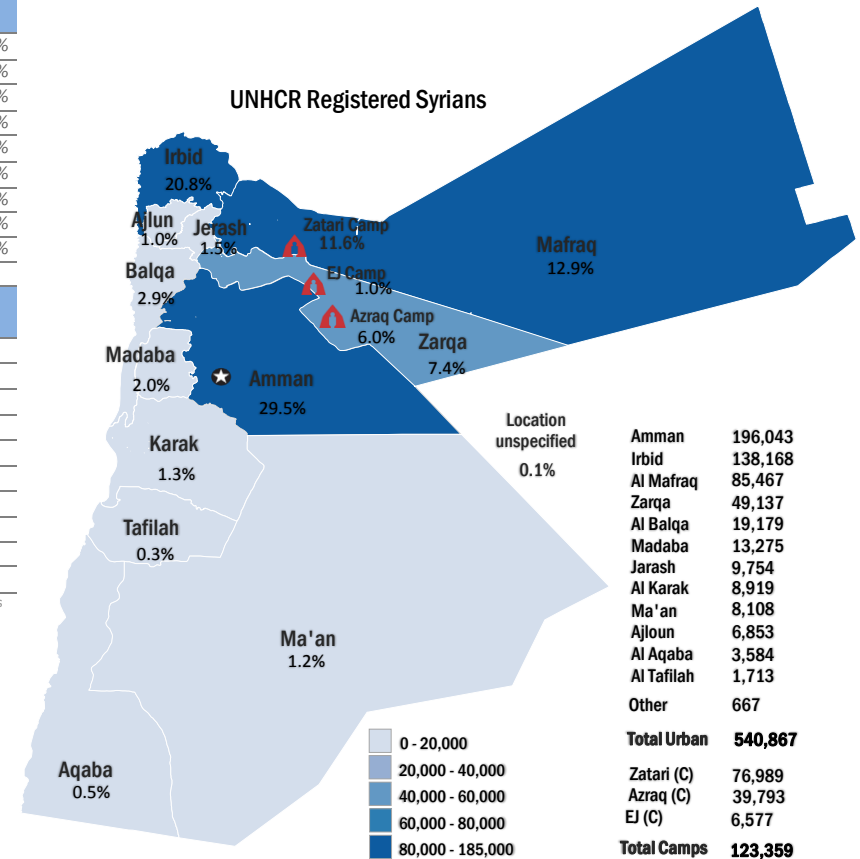 %
%
%
%
%
%
%
%
%
s
UNHCR Registered Syrians
Irbid
20.8%
Ajlun
1.0%
Jerash
1.5%
Zatari Camp
11.6%
Mafraq
12.9%
Balqa
2.9%
EJ Camp
1.0%
Azraq Camp
6.0%
Zarqa
7.4%
Madaba
2.0%
Amman
29.5%
Karak
1.3%
Location
unspecified
0.1%
Tafilah
0.3%
Ma'an
1.2%
Aqaba
0.5%
0 - 20,000
20,000 - 40,000
40,000 - 60,000
60,000 - 80,000
80,000 - 185,000
Amman 196,043
Irbid 138,168
Al Mafraq 85,467
Zarqa 49,137
Al Balqa 19,179
Madaba 13,275
Jarash 9,754
Al Karak 8,919
Ma'an 8,108
Ajloun 6,853
Al Aqaba 3,584
Al Tafilah 1,713
Other 667
Total Urban 540,867
Zatari (C) 76,989
Azraq (C) 39,793
EJ (C) 6,577
Total Camps 123,359